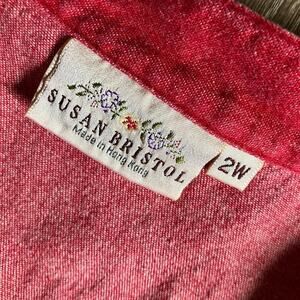 SUSAN BRISTOL
Made in Hong Kong
2W